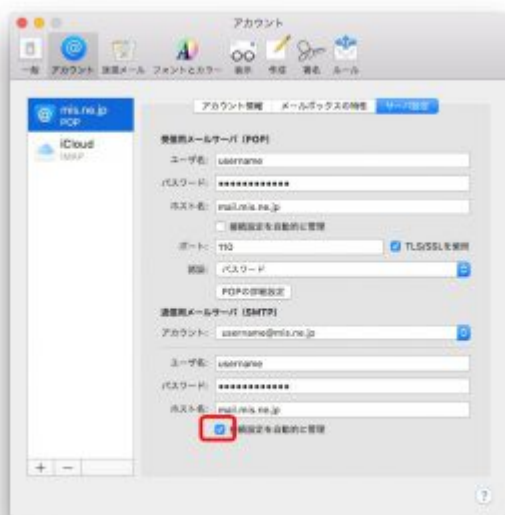 アカウント
一般 アカウント 迷惑メール フォントとカラー 表示 作成 署名 ルール
mis.ne.jp
POP
iCloud
IMAP
アカウント情報 メールボックスの特性 サーバ設定
受信用メールサーバ (POP)
ユーザ名: username
パスワード: ••••••••••••
ホスト名: mail.mis.ne.jp
接続設定を自動的に管理
ポート: 110 TLS/SSLを使用
認証: パスワード
POPの詳細設定
送信用メールサーバ (SMTP)
アカウント: username@mis.ne.jp
ユーザ名: username
パスワード: ••••••••••••
ホスト名: mail.mis.ne.jp
接続設定を自動的に管理
+ −
?